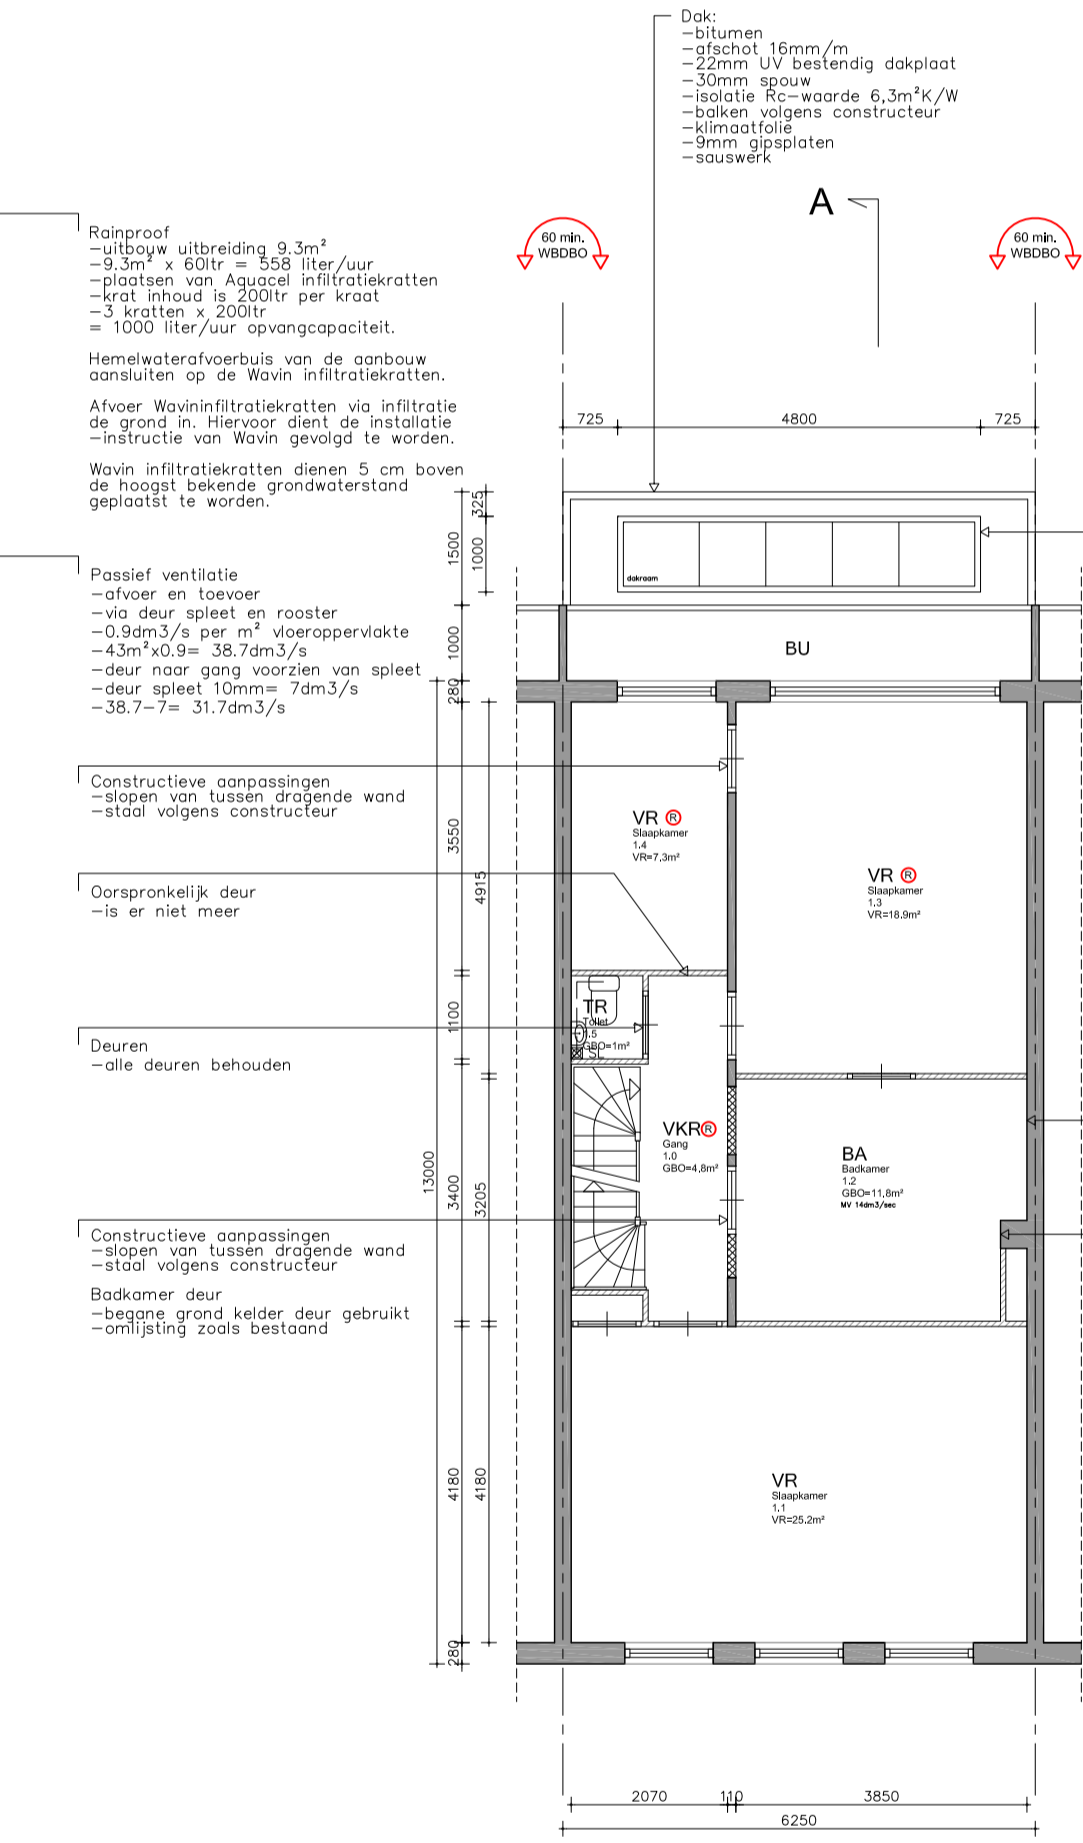 Dak:
-bitumen
-afschot 16mm/m
-22mm UV bestendig dakplaat
-30mm spouw
-isolatie Rc-waarde 6,3m²K/W
-balken volgens constructeur
-klimaatfolie
-9mm gipsplaten
-sauswerk
A
60 min.
WBDBO
60 min.
WBDBO
Rainproof
-uitbouw uitbreiding 9.3m²
-9.3m² x 60ltr = 558 liter/uur
-plaatsen van Aquacel infiltratiekratten
-krat inhoud is 200ltr per kraat
-3 kratten x 200ltr
= 1000 liter/uur opvangcapaciteit.
Hemelwaterafvoerbuis van de aanbouw
aansluiten op de Wavin infiltratiekratten.
Afvoer Wavininfiltratiekratten via infiltratie
de grond in. Hiervoor dient de installatie
-instructie van Wavin gevolgd te worden.
Wavin infiltratiekratten dienen 5 cm boven
de hoogst bekende grondwaterstand
geplaatst te worden.
725
4800
725
325
1500
1000
dakraam
Passief ventilatie
-afvoer en toevoer
-via deur spleet en rooster
-0.9dm3/s per m² vloeroppervlakte
-43m²x0.9= 38.7dm3/s
-deur naar gang voorzien van spleet
-deur spleet 10mm= 7dm3/s
-38.7-7= 31.7dm3/s
1000
BU
280
Constructieve aanpassingen
-slopen van tussen dragende wand
-staal volgens constructeur
3550
VR R
Slaapkamer
1.4
VR=7,3m²
4915
VR R
Slaapkamer
1.3
VR=18.9m²
Oorspronkelijk deur
-is er niet meer
1100
TR
Toilet
1.5
GBO=1m²
SL
Deuren
-alle deuren behouden
VKR R
Gang
1.0
GBO=4,8m²
BA
Badkamer
1.2
GBO=11,8m²
MV 14dm3/sec
13000
3400
3205
Constructieve aanpassingen
-slopen van tussen dragende wand
-staal volgens constructeur
Badkamer deur
-begane grond kelder deur gebruikt
-omlijsting zoals bestaand
4180
4180
VR
Slaapkamer
1.1
VR=25.2m²
280
2070
110
3850
6250